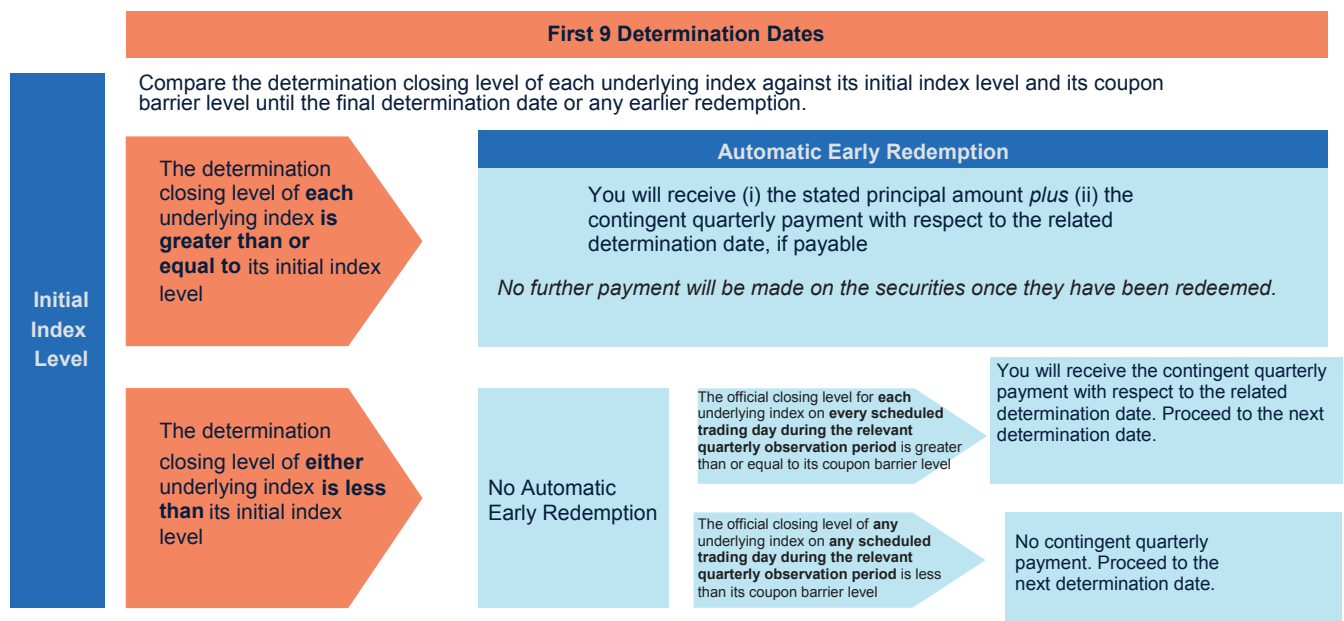 First 9 Determination Dates
Compare the determination closing level of each underlying index against its initial index level and its coupon
barrier level until the final determination date or any earlier redemption.
Initial
Index
Level
The determination
closing level of each
underlying index is
greater than or
equal to its initial index
level
Automatic Early Redemption
You will receive (i) the stated principal amount plus (ii) the
contingent quarterly payment with respect to the related
determination date, if payable
No further payment will be made on the securities once they have been redeemed.
The determination
closing level of either
underlying index is less
than its initial index
level
No Automatic
Early Redemption
The official closing level for each
underlying index on every scheduled
trading day during the relevant
quarterly observation period is greater
than or equal to its coupon barrier level
You will receive the contingent quarterly
payment with respect to the related
determination date. Proceed to the next
determination date.
The official closing level of any
underlying index on any scheduled
trading day during the relevant
quarterly observation period is less
than its coupon barrier level
No contingent quarterly
payment. Proceed to the
next determination date.